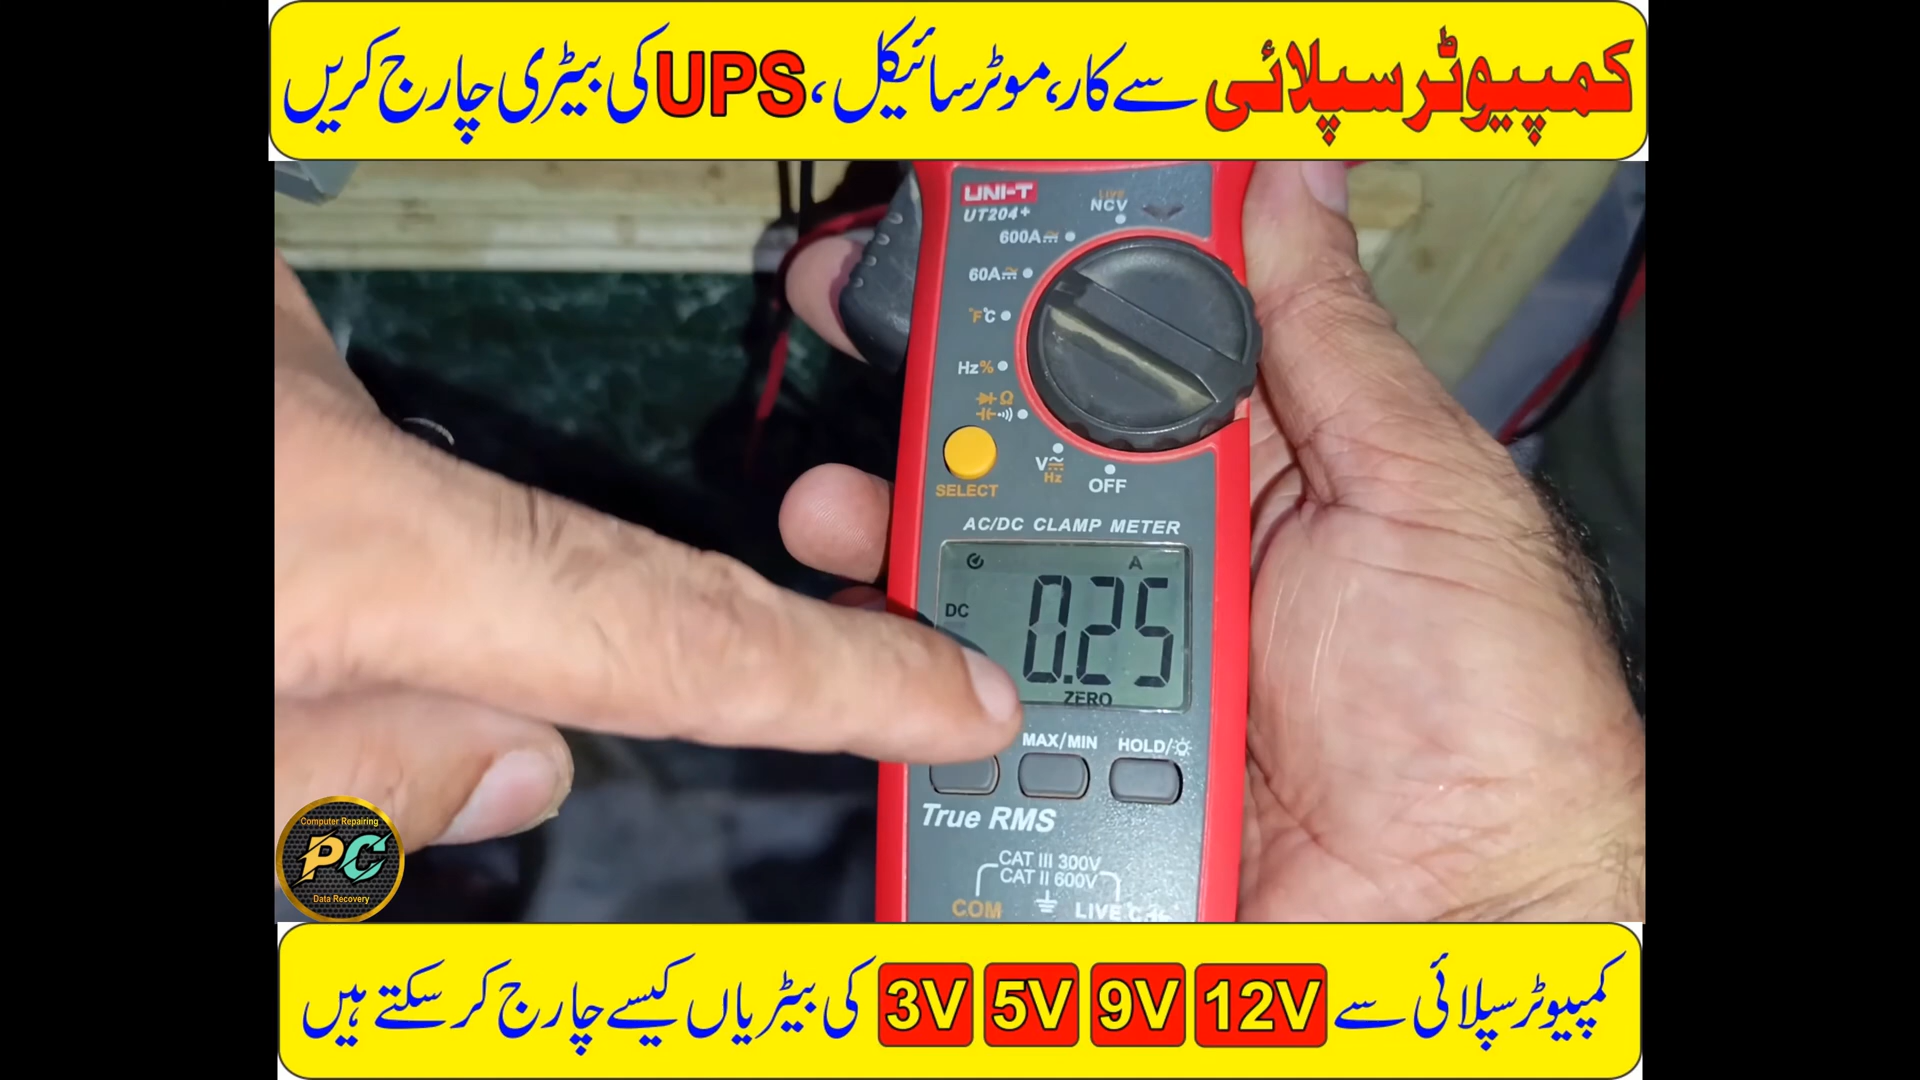 کمپیوٹر سپلائی سے کار، موٹر سائیکل، UPS کی بیٹری چارج کریں
UNI-T
UT204+
Live
NCV
600A
60A
°F°C
Hz%
Ω
V
Hz
OFF
SELECT
AC/DC CLAMP METER
A
DC
0.25
ZERO
MAX/MIN
HOLD/
True RMS
CAT III 300V
CAT II 600V
COM
LIVE
Computer Repairing
PC
Data Recovery
کمپیوٹر سپلائی سے 12V 9V 5V 3V کی بیٹریاں کیسے چارج کر سکتے ہیں